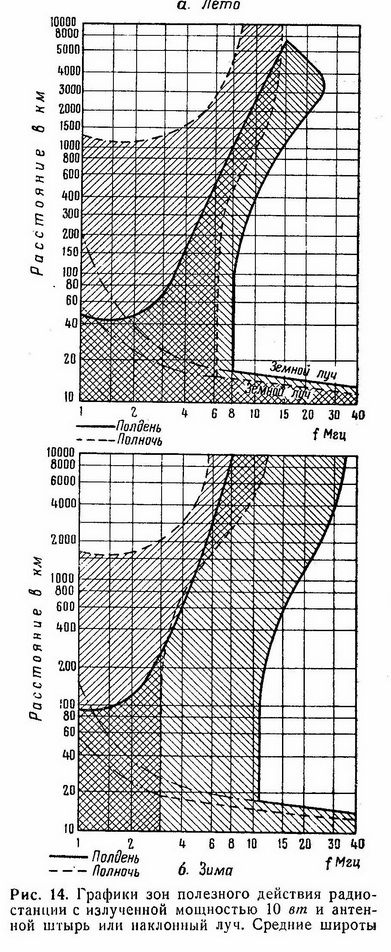 а. Лето
Расстояние в км
10000
8000
6000
4000
3000
2000
1500
1000
800
600
400
300
200
150
100
80
60
40
20
10
1 2 4 6 8 10 15 20 30 40
Земной луч
Земной луч
Полдень
Полночь
f Мгц
Расстояние в км
10000
8000
6000
4000
2000
1000
800
600
400
200
100
80
60
40
20
10
1 2 4 6 8 10 15 20 30 40
Полдень
Полночь
б. Зима
f Мгц
Рис. 14. Графики зон полезного действия радио-
станции с излученной мощностью 10 вт и антен-
ной штырь или наклонный луч. Средние широты